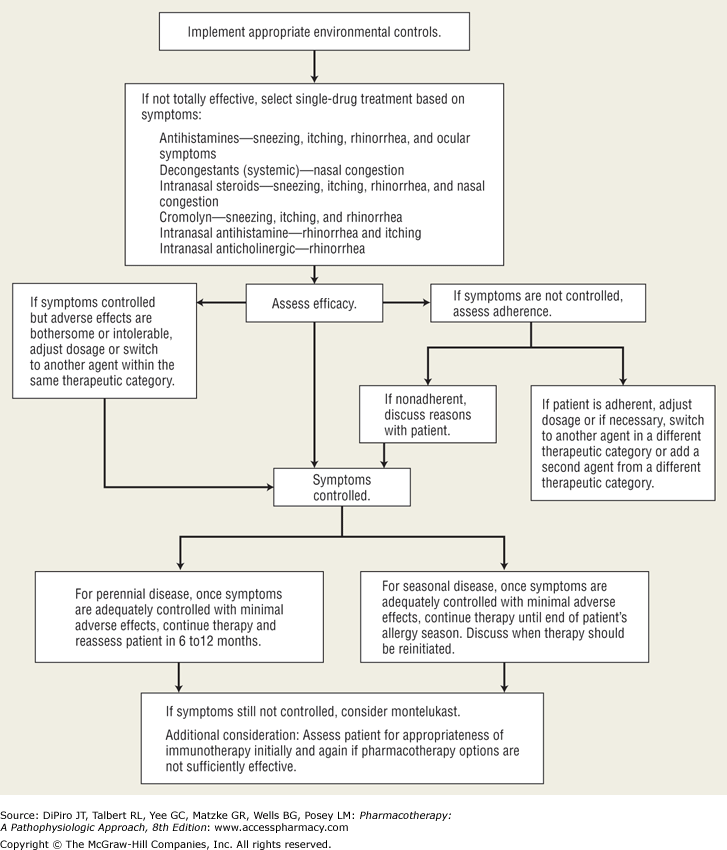 Implement appropriate environmental controls.
If not totally effective, select single-drug treatment based on
symptoms:
Antihistamines—sneezing, itching, rhinorrhea, and ocular
symptoms
Decongestants (systemic)—nasal congestion
Intranasal steroids—sneezing, itching, rhinorrhea, and nasal
congestion
Cromolyn—sneezing, itching, and rhinorrhea
Intranasal antihistamine—rhinorrhea and itching
Intranasal anticholinergic—rhinorrhea
If symptoms controlled
but adverse effects are
bothersome or intolerable,
adjust dosage or switch
to another agent within the
same therapeutic category.
Assess efficacy.
If symptoms are not controlled,
assess adherence.
If nonadherent,
discuss reasons
with patient.
If patient is adherent, adjust
dosage or if necessary, switch
to another agent in a different
therapeutic category or add a
second agent from a different
therapeutic category.
Symptoms
controlled.
For perennial disease, once symptoms
are adequately controlled with minimal
adverse effects, continue therapy and
reassess patient in 6 to12 months.
For seasonal disease, once symptoms are
adequately controlled with minimal adverse
effects, continue therapy until end of patient's
allergy season. Discuss when therapy should
be reinitiated.
If symptoms still not controlled, consider montelukast.
Additional consideration: Assess patient for appropriateness of
immunotherapy initially and again if pharmacotherapy options are
not sufficiently effective.
Source: DiPiro JT, Talbert RL, Yee GC, Matzke GR, Wells BG, Posey LM: Pharmacotherapy:
A Pathophysiologic Approach, 8th Edition: www.accesspharmacy.com
Copyright © The McGraw-Hill Companies, Inc. All rights reserved.